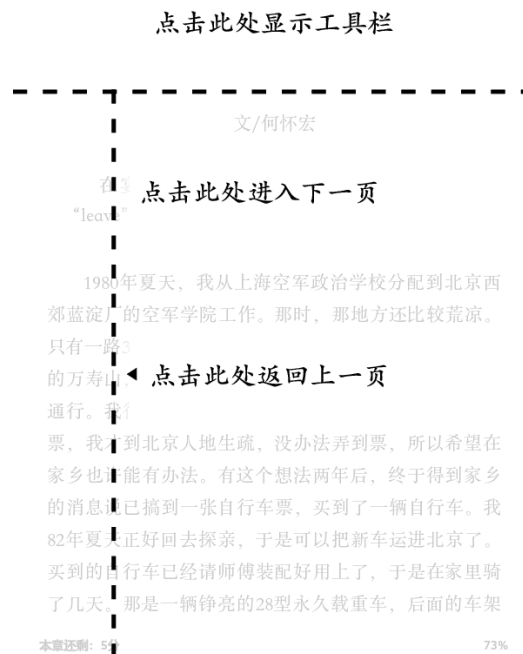 点击此处显示工具栏
文/何怀宏
在
点击此处进入下一页
“leave”
1980年夏天，我从上海空军政治学校分配到北京西
郊蓝淀厂的空军学院工作。那时，那地方还比较荒凉。
只有一路3
的万寿山
点击此处返回上一页
通行。我
票，我才到北京人地生疏，没办法弄到票，所以希望在
家乡也许能有办法。有这个想法两年后，终于得到家乡
的消息说已搞到一张自行车票，买到了一辆自行车。我
82年夏天正好回去探亲，于是可以把新车运进北京了。
买到的自行车已经请师傅装配好用上了，于是在家里骑
了几天。那是一辆铮亮的28型永久载重车，后面的车架
本章还剩：5分
73%